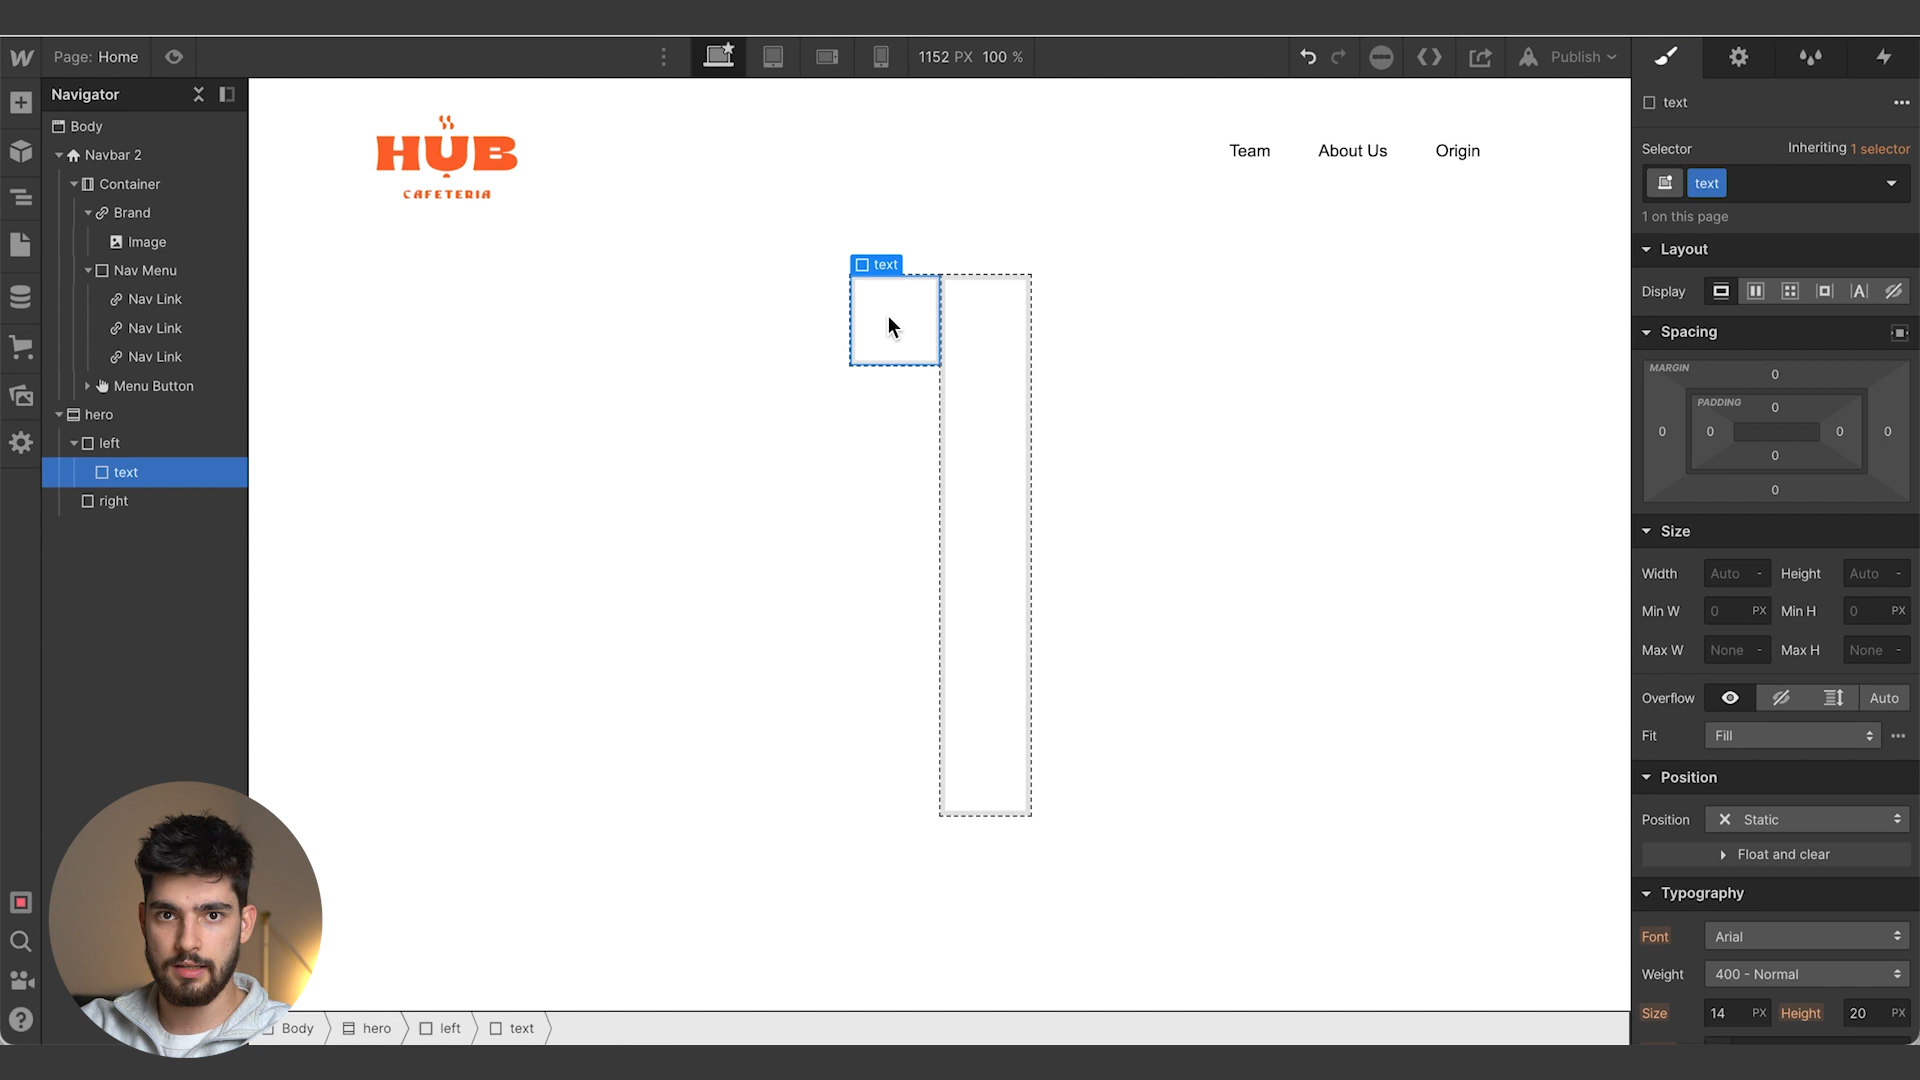 Page: Home
1152 PX 100 %
Publish
Navigator
Body
Navbar 2
Container
Brand
Image
Nav Menu
Nav Link
Nav Link
Nav Link
Menu Button
hero
left
text
right
HUB
CAFETERIA
Team
About Us
Origin
text
Body
hero
left
text
text
Selector
Inheriting 1 selector
text
1 on this page
Layout
Display
Spacing
MARGIN
0
PADDING
0
0
0
0
0
0
0
Size
Width
Auto
-
Height
Auto
-
Min W
0
PX
Min H
0
PX
Max W
None
-
Max H
None
-
Overflow
Auto
Fit
Fill
Position
Position
Static
Float and clear
Typography
Font
Arial
Weight
400 - Normal
Size
14
PX
Height
20
PX